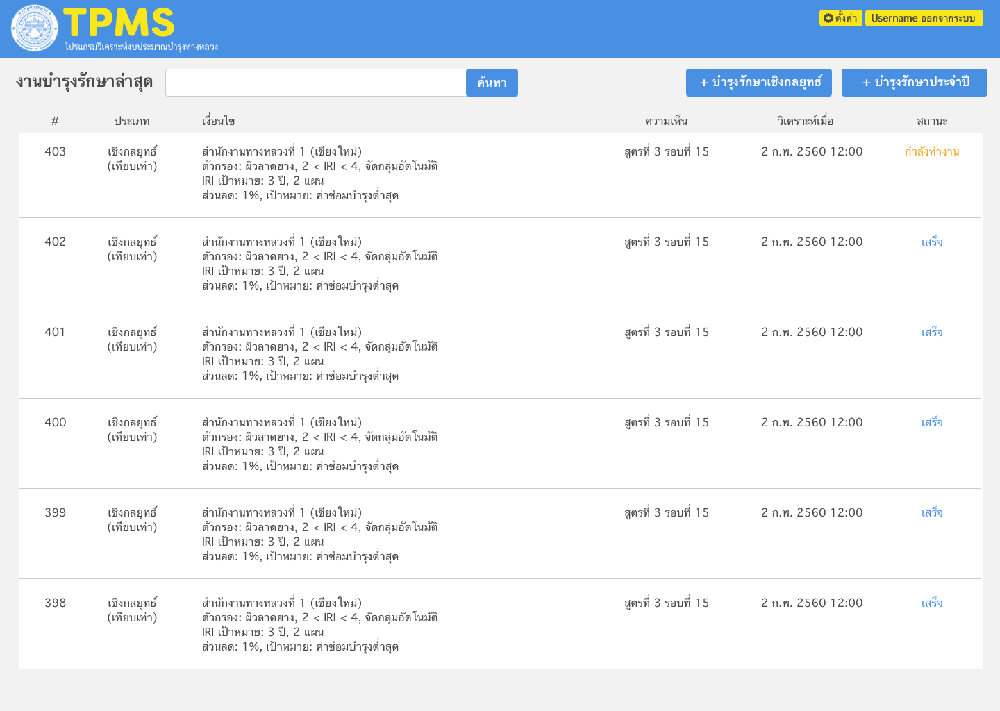 TPMS
โปรแกรมวิเคราะห์งบประมาณบำรุงทางหลวง
ตั้งค่า
Username ออกจากระบบ
งานบำรุงรักษาล่าสุด
ค้นหา
+ บำรุงรักษาเชิงกลยุทธ์
+ บำรุงรักษาประจำปี
# ประเภท เงื่อนไข ความเห็น วิเคราะห์เมื่อ สถานะ
403 เชิงกลยุทธ์ สำนักงานทางหลวงที่ 1 (เชียงใหม่) สูตรที่ 3 รอบที่ 15 2 ก.พ. 2560 12:00 กำลังทำงาน
(เทียบเท่า) ตัวกรอง: ผิวลาดยาง, 2 < IRI < 4, จัดกลุ่มอัตโนมัติ
IRI เป้าหมาย: 3 ปี, 2 แผน
ส่วนลด: 1%, เป้าหมาย: ค่าซ่อมบำรุงต่ำสุด
402 เชิงกลยุทธ์ สำนักงานทางหลวงที่ 1 (เชียงใหม่) สูตรที่ 3 รอบที่ 15 2 ก.พ. 2560 12:00 เสร็จ
(เทียบเท่า) ตัวกรอง: ผิวลาดยาง, 2 < IRI < 4, จัดกลุ่มอัตโนมัติ
IRI เป้าหมาย: 3 ปี, 2 แผน
ส่วนลด: 1%, เป้าหมาย: ค่าซ่อมบำรุงต่ำสุด
401 เชิงกลยุทธ์ สำนักงานทางหลวงที่ 1 (เชียงใหม่) สูตรที่ 3 รอบที่ 15 2 ก.พ. 2560 12:00 เสร็จ
(เทียบเท่า) ตัวกรอง: ผิวลาดยาง, 2 < IRI < 4, จัดกลุ่มอัตโนมัติ
IRI เป้าหมาย: 3 ปี, 2 แผน
ส่วนลด: 1%, เป้าหมาย: ค่าซ่อมบำรุงต่ำสุด
400 เชิงกลยุทธ์ สำนักงานทางหลวงที่ 1 (เชียงใหม่) สูตรที่ 3 รอบที่ 15 2 ก.พ. 2560 12:00 เสร็จ
(เทียบเท่า) ตัวกรอง: ผิวลาดยาง, 2 < IRI < 4, จัดกลุ่มอัตโนมัติ
IRI เป้าหมาย: 3 ปี, 2 แผน
ส่วนลด: 1%, เป้าหมาย: ค่าซ่อมบำรุงต่ำสุด
399 เชิงกลยุทธ์ สำนักงานทางหลวงที่ 1 (เชียงใหม่) สูตรที่ 3 รอบที่ 15 2 ก.พ. 2560 12:00 เสร็จ
(เทียบเท่า) ตัวกรอง: ผิวลาดยาง, 2 < IRI < 4, จัดกลุ่มอัตโนมัติ
IRI เป้าหมาย: 3 ปี, 2 แผน
ส่วนลด: 1%, เป้าหมาย: ค่าซ่อมบำรุงต่ำสุด
398 เชิงกลยุทธ์ สำนักงานทางหลวงที่ 1 (เชียงใหม่) สูตรที่ 3 รอบที่ 15 2 ก.พ. 2560 12:00 เสร็จ
(เทียบเท่า) ตัวกรอง: ผิวลาดยาง, 2 < IRI < 4, จัดกลุ่มอัตโนมัติ
IRI เป้าหมาย: 3 ปี, 2 แผน
ส่วนลด: 1%, เป้าหมาย: ค่าซ่อมบำรุงต่ำสุด